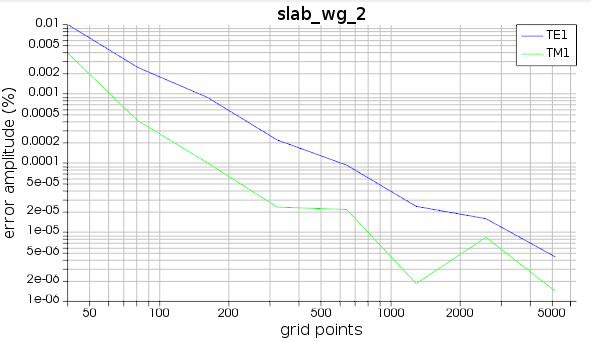 slab_wg_2
TE1
TM1
error amplitude (%)
0.01
0.005
0.002
0.001
0.0005
0.0002
0.0001
5e-05
2e-05
1e-05
5e-06
2e-06
1e-06
50 100 200 500 1000 2000 5000
grid points